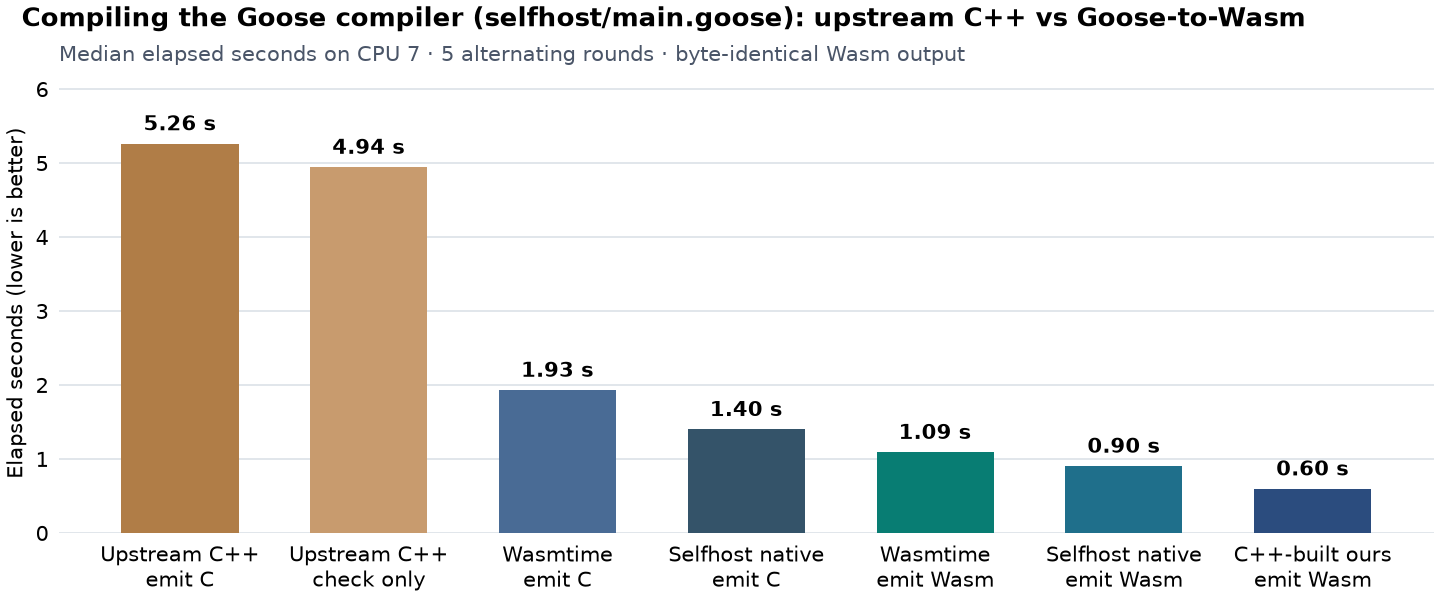 Compiling the Goose compiler (selfhost/main.goose): upstream C++ vs Goose-to-Wasm
Median elapsed seconds on CPU 7 · 5 alternating rounds · byte-identical Wasm output
Elapsed seconds (lower is better)
6
5
4
3
2
1
0
5.26 s
4.94 s
1.93 s
1.40 s
1.09 s
0.90 s
0.60 s
Upstream C++
emit C
Upstream C++
check only
Wasmtime
emit C
Selfhost native
emit C
Wasmtime
emit Wasm
Selfhost native
emit Wasm
C++-built ours
emit Wasm